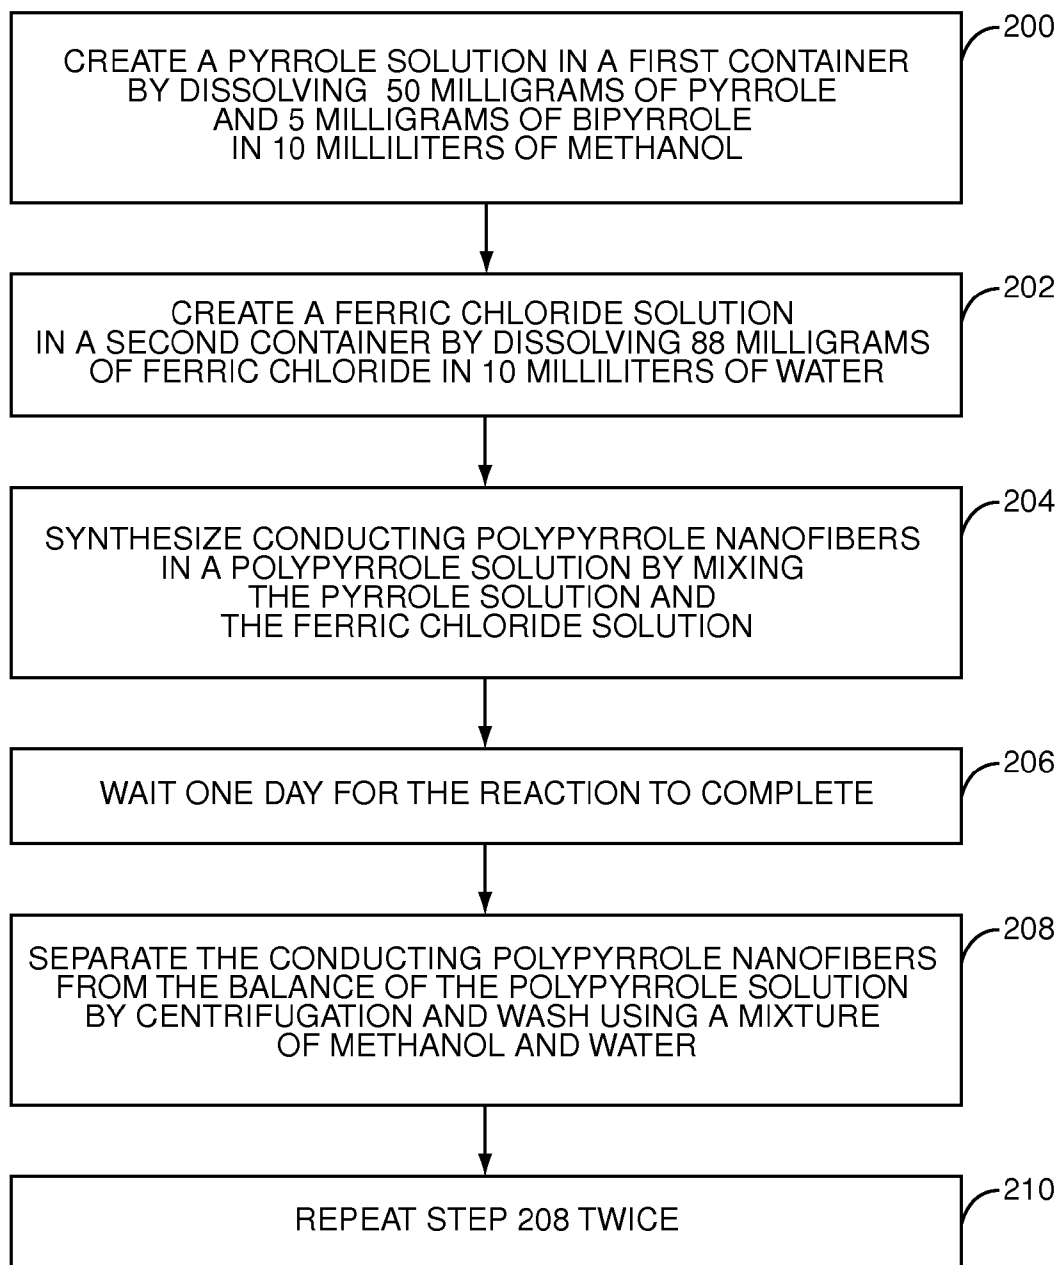 200
CREATE A PYRROLE SOLUTION IN A FIRST CONTAINER
BY DISSOLVING 50 MILLIGRAMS OF PYRROLE
AND 5 MILLIGRAMS OF BIPYRROLE
IN 10 MILLILITERS OF METHANOL
202
CREATE A FERRIC CHLORIDE SOLUTION
IN A SECOND CONTAINER BY DISSOLVING 88 MILLIGRAMS
OF FERRIC CHLORIDE IN 10 MILLILITERS OF WATER
204
SYNTHESIZE CONDUCTING POLYPYRROLE NANOFIBERS
IN A POLYPYRROLE SOLUTION BY MIXING
THE PYRROLE SOLUTION AND
THE FERRIC CHLORIDE SOLUTION
206
WAIT ONE DAY FOR THE REACTION TO COMPLETE
208
SEPARATE THE CONDUCTING POLYPYRROLE NANOFIBERS
FROM THE BALANCE OF THE POLYPYRROLE SOLUTION
BY CENTRIFUGATION AND WASH USING A MIXTURE
OF METHANOL AND WATER
210
REPEAT STEP 208 TWICE